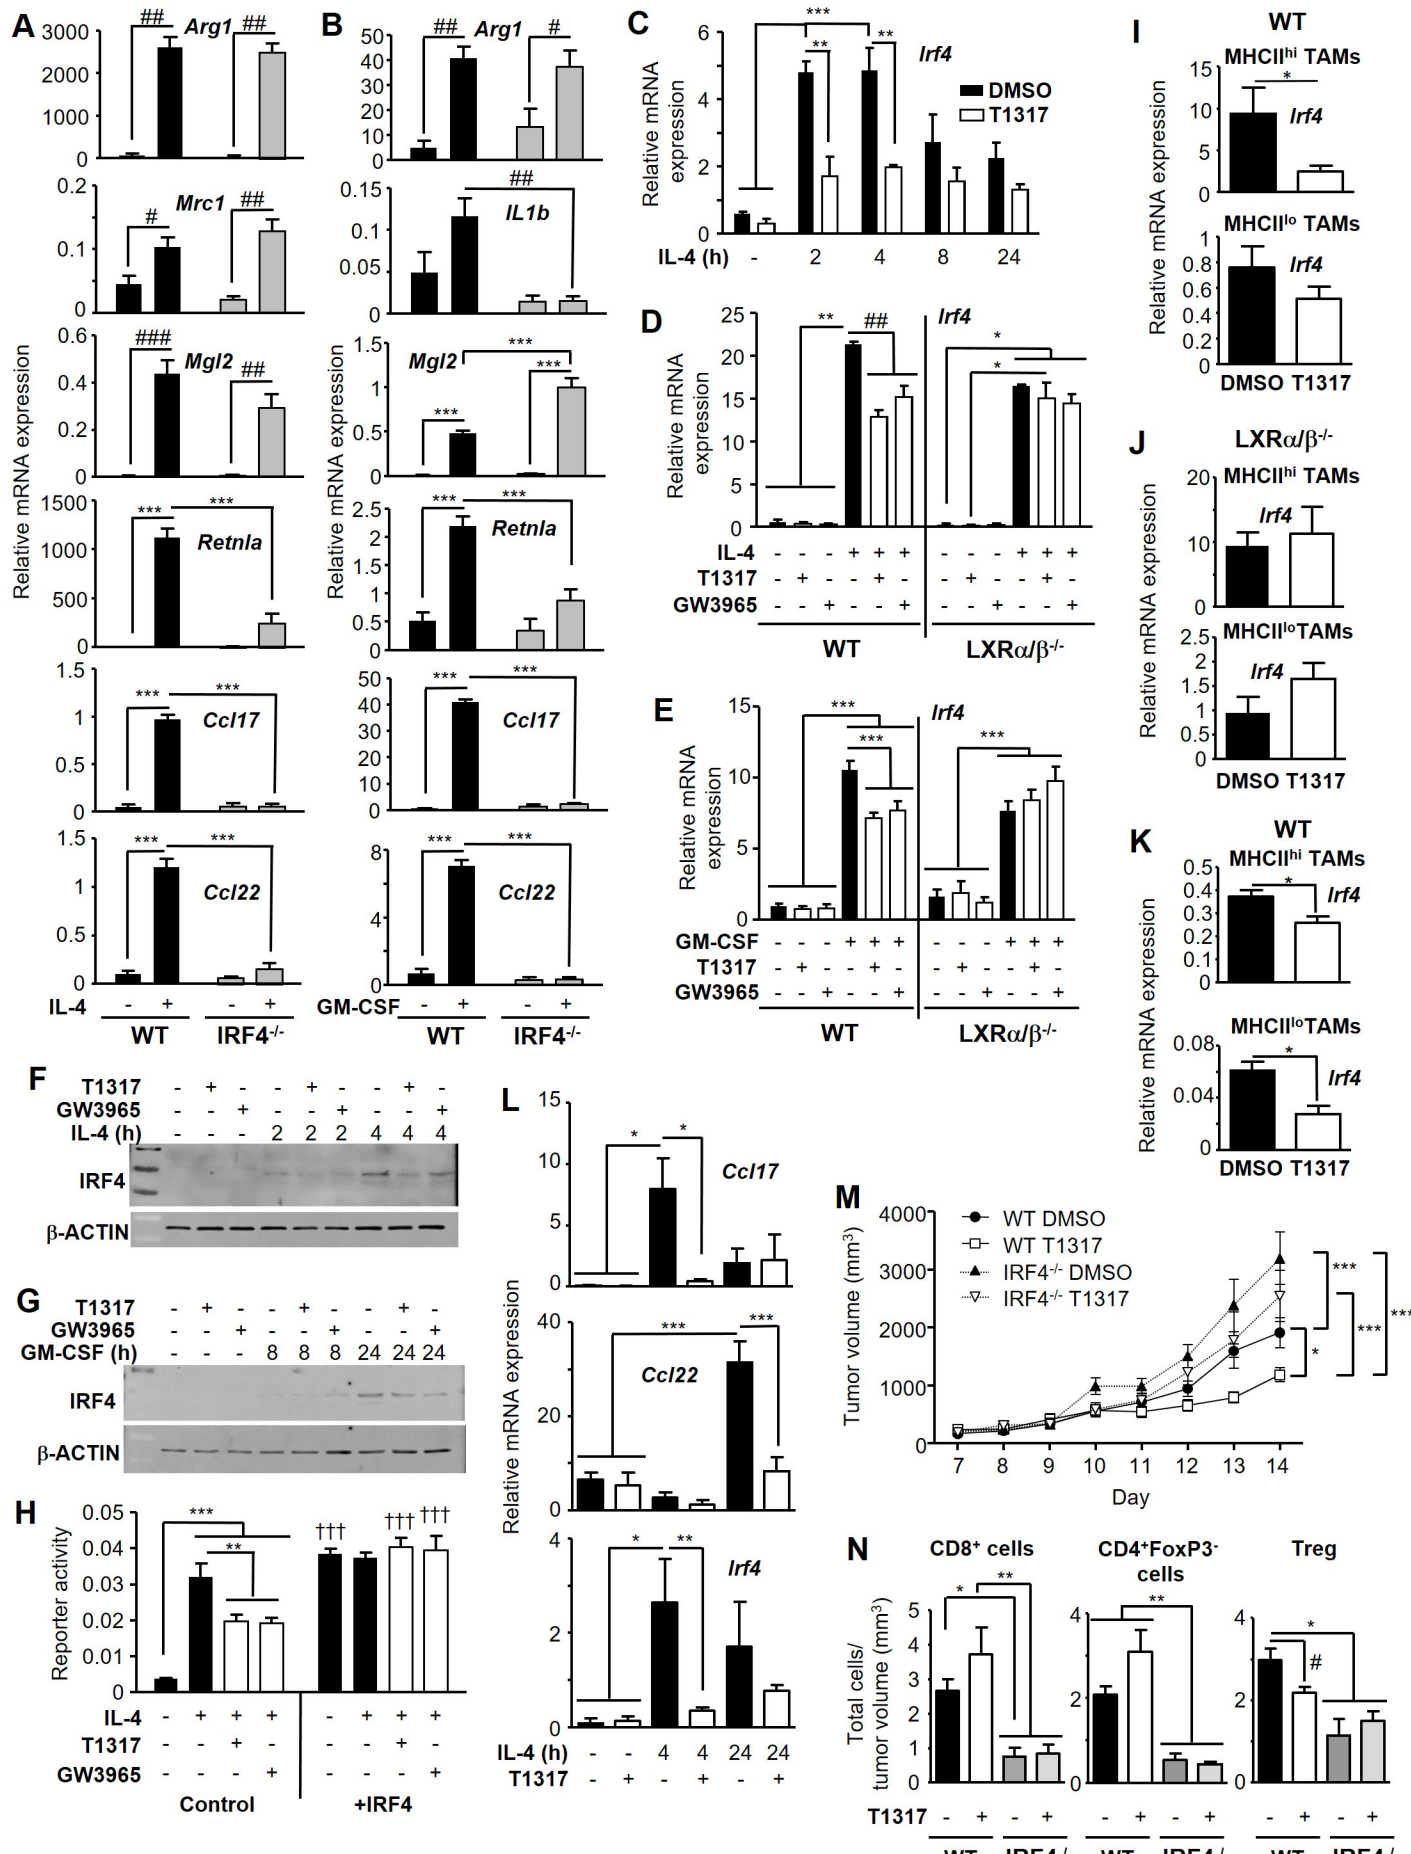 A
3000
2000
1000
0
##
Arg1
##
0.2
0.1
0
#
Mrc1
##
0.6
0.4
0.2
0
###
Mgl2
##
1500
1000
500
0
***
***
Retnla
1.5
1
0.5
0
***
***
Ccl17
1.5
1
0.5
0
***
***
Ccl22
Relative mRNA expression
IL-4 - + - +
WT IRF4-/-
B
50
40
30
20
10
0
##
Arg1
#
0.15
0.1
0.05
0
##
IL1b
1.5
1
0.5
0
Mgl2
***
***
***
2.5
2
1.5
1
0.5
0
***
***
Retnla
50
40
30
20
10
0
***
***
Ccl17
8
4
0
***
***
Ccl22
Relative mRNA expression
GM-CSF - + - +
WT IRF4-/-
C
Relative mRNA
expression
6
4
2
0
***
**
**
Irf4
DMSO
T1317
IL-4 (h) - 2 4 8 24
D
Relative mRNA
expression
25
20
15
10
5
0
**
##
Irf4
*
*
IL-4 - - - + + + - - - + + +
T1317 - + - - + - - + - - + -
GW3965 - - + - - + - - + - - +
WT LXRα/β-/-
E
Relative mRNA
expression
15
10
5
0
***
***
Irf4
***
GM-CSF - - - + + + - - - + + +
T1317 - + - - + - - + - - + -
GW3965 - - + - - + - - + - - +
WT LXRα/β-/-
F
T1317 - + - - + - - + -
GW3965 - - + - - + - - +
IL-4 (h) - - - 2 2 2 4 4 4
IRF4
β-ACTIN
G
T1317 - + - - + - - + -
GW3965 - - + - - + - - +
GM-CSF (h) - - - 8 8 8 24 24 24
IRF4
β-ACTIN
H
Reporter activity
0.05
0.04
0.03
0.02
0.01
0
***
**
†††
†††
†††
IL-4 - + + + - + + +
T1317 - - + - - - + -
GW3965 - - - + - - - +
Control +IRF4
I
WT
MHCIIhi TAMs
15
10
5
0
*
Irf4
MHCIIlo TAMs
1
0.8
0.6
0.4
0.2
0
Irf4
Relative mRNA expression
DMSO T1317
J
LXRα/β-/-
MHCIIhi TAMs
20
10
0
Irf4
MHCIIloTAMs
2.5
2
1.5
1
0.5
0
Irf4
Relative mRNA expression
DMSO T1317
K
WT
MHCIIhi TAMs
0.5
0.4
0.3
0.2
0.1
0
*
Irf4
MHCIIloTAMs
0.08
0.04
0
*
Irf4
Relative mRNA expression
DMSO T1317
L
15
10
5
0
*
*
Ccl17
40
20
0
***
***
Ccl22
4
2
0
*
**
Irf4
Relative mRNA expression
IL-4 (h) - - 4 4 24 24
T1317 - + - + - +
M
Tumor volume (mm3)
4000
3000
2000
1000
0
WT DMSO
WT T1317
IRF4-/- DMSO
IRF4-/- T1317
***
*
***
***
7 8 9 10 11 12 13 14
Day
N
Total cells/
tumor volume (mm3)
CD8+ cells
5
4
3
2
1
0
*
**
CD4+FoxP3-
cells
4
2
0
**
Treg
4
2
0
*
#
T1317 - + - + - + - + - + - +
WT IRF4-/ WT IRF4-/ WT IRF4-/